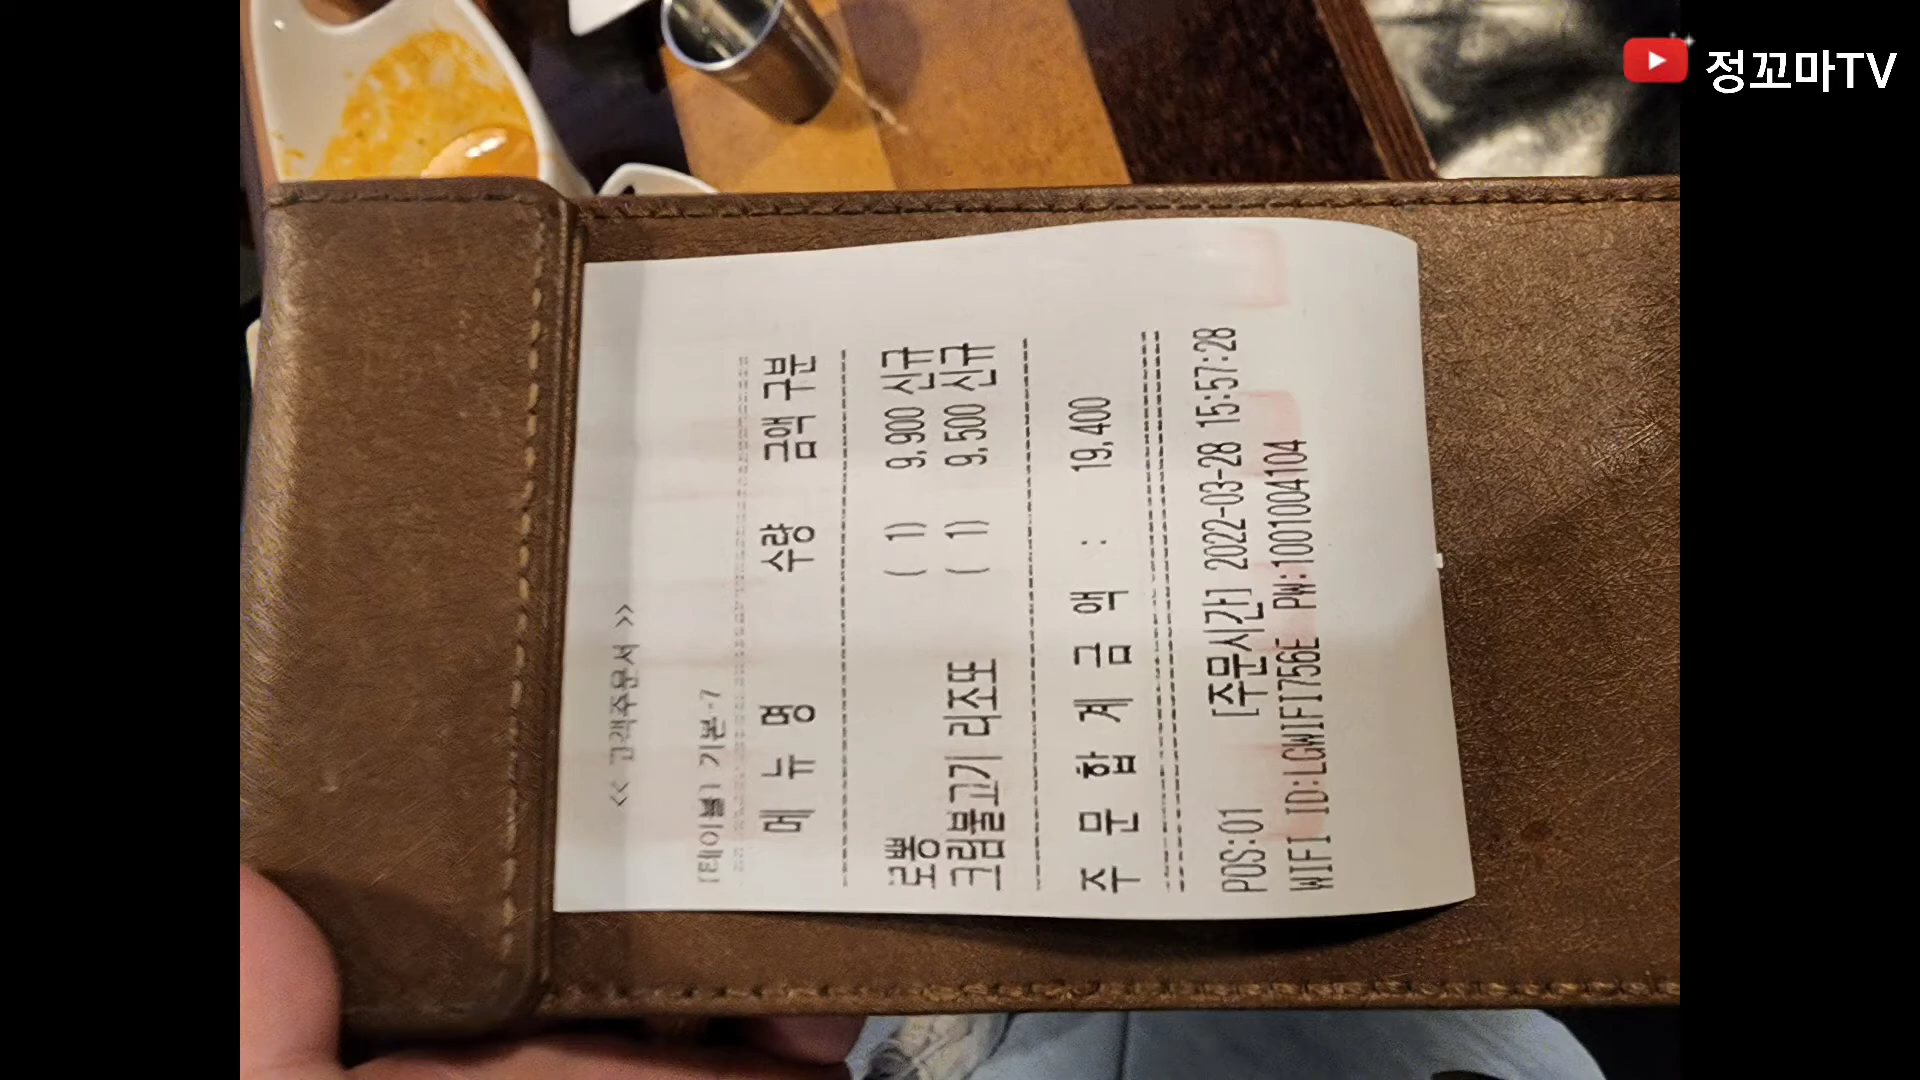 정꼬마TV
<< 고객주문서 >>
[테이블] 기본-7
메 뉴 명 수량 금액 구분
로뽕 ( 1) 9,900 신규
크림불고기 리조또 ( 1) 9,500 신규
주 문 합 계 금 액 : 19,400
POS:01 [주문시간] 2022-03-28 15:57:28
WIFI ID:LGWIFI756E PW:1001004104